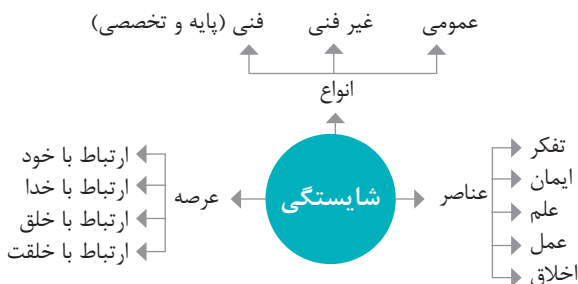 عمومی
غیر فنی
فنی (پایه و تخصصی)
انواع
شایستگی
عناصر
تفکر
ایمان
علم
عمل
اخلاق
عرصه
ارتباط با خود
ارتباط با خدا
ارتباط با خلق
ارتباط با خلقت